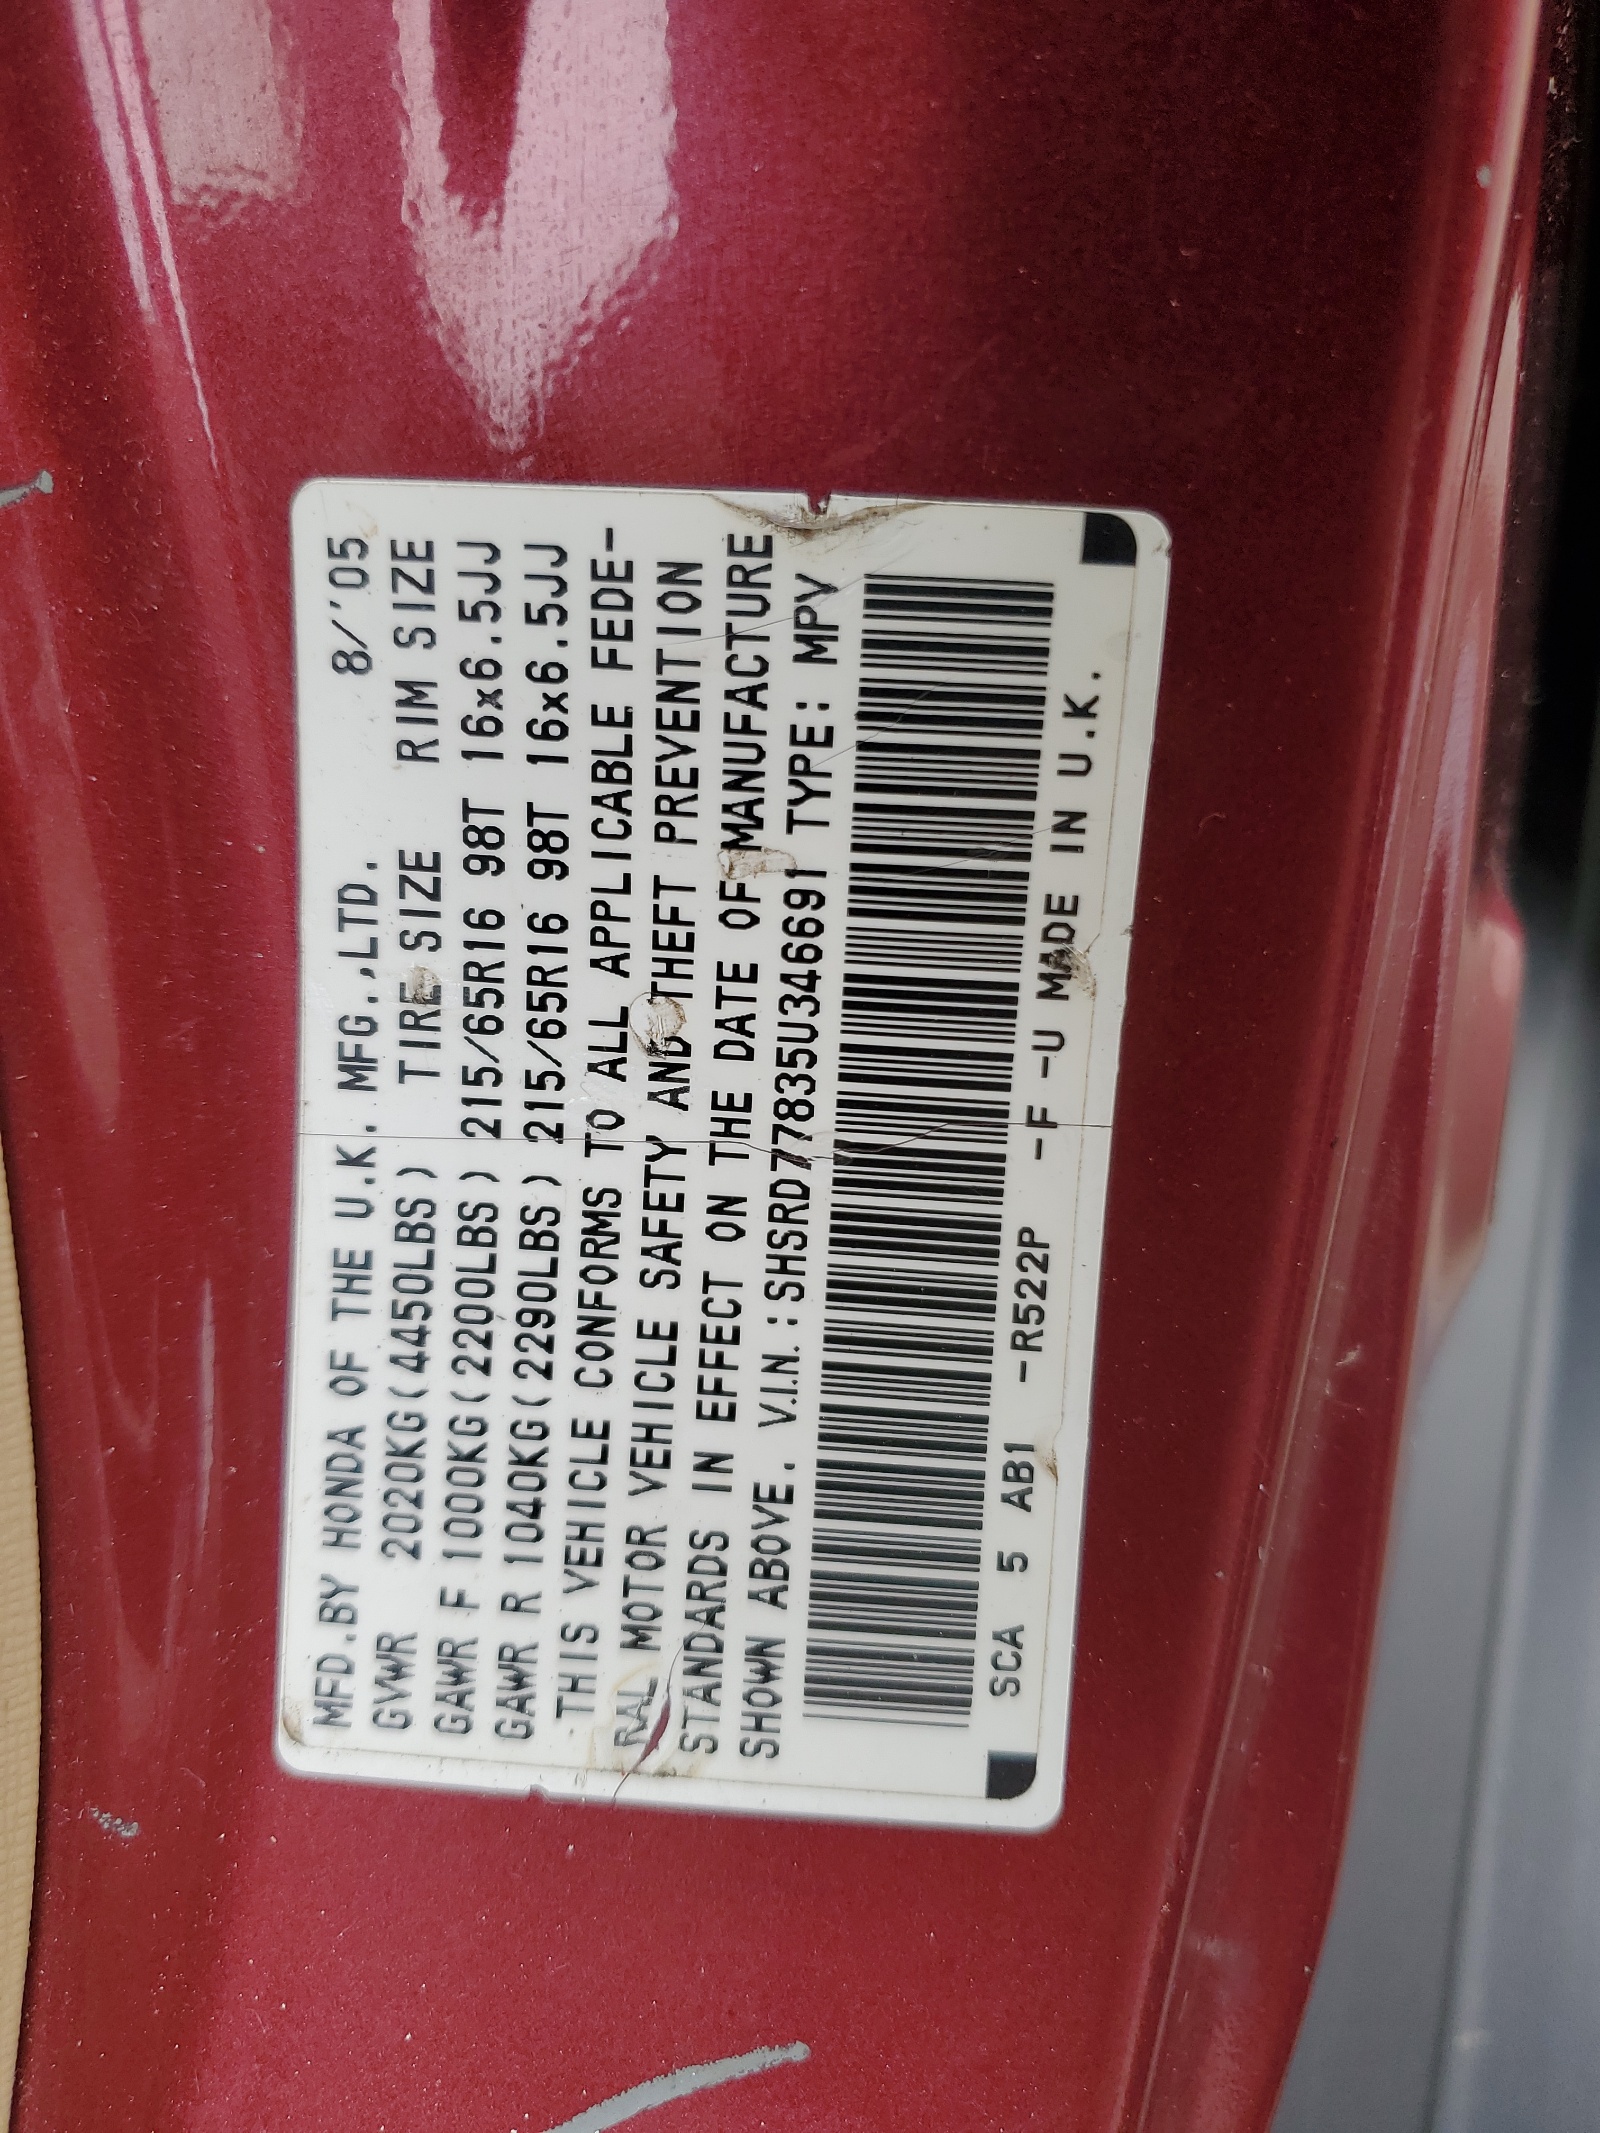 MFD.BY HONDA OF THE U.K. MFG.,LTD. 8/'05
GVWR 2020KG(4450LBS) TIRE SIZE RIM SIZE
GAWR F 1000KG(2200LBS) 215/65R16 98T 16x6.5JJ
GAWR R 1040KG(2290LBS) 215/65R16 98T 16x6.5JJ
THIS VEHICLE CONFORMS TO ALL APPLICABLE FEDE-
RAL MOTOR VEHICLE SAFETY AND THEFT PREVENTION
STANDARDS IN EFFECT ON THE DATE OF MANUFACTURE
SHOWN ABOVE. V.I.N.:SHSRD77835U346691 TYPE: MPV
SCA 5 AB1 -R522P -F -U MADE IN U.K.